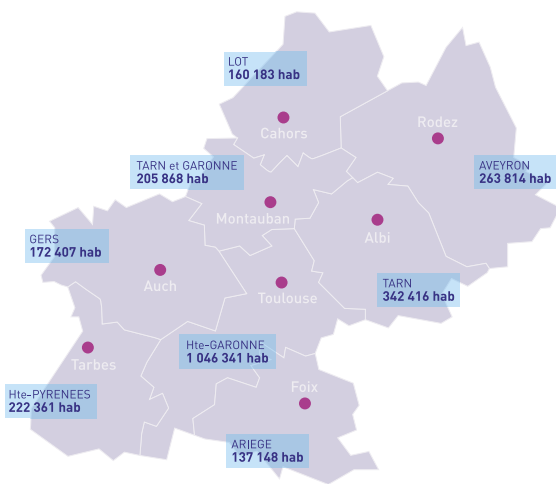 LOT
160 183 hab
Cahors
Rodez
TARN et GARONNE
205 868 hab
AVEYRON
263 814 hab
Montauban
Albi
GERS
172 407 hab
Auch
Toulouse
TARN
342 416 hab
Hte-GARONNE
1 046 341 hab
Tarbes
Foix
Hte-PYRENEES
222 361 hab
ARIEGE
137 148 hab